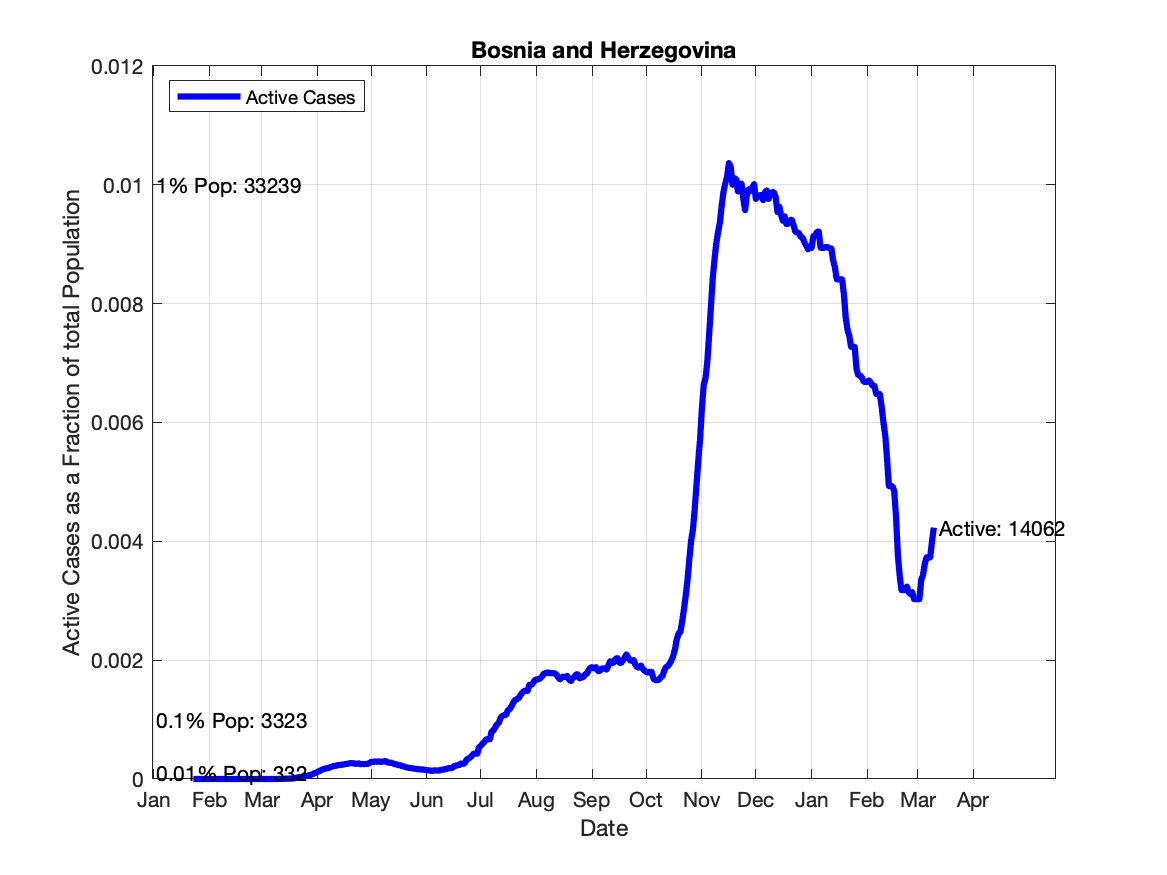 Bosnia and Herzegovina
0.012
Active Cases
0.01
1% Pop: 33239
0.008
0.006
0.004
Active: 14062
0.002
0.1% Pop: 3323
0.01% Pop: 332
0
Jan Feb Mar Apr May Jun Jul Aug Sep Oct Nov Dec Jan Feb Mar Apr
Date
Active Cases as a Fraction of total Population